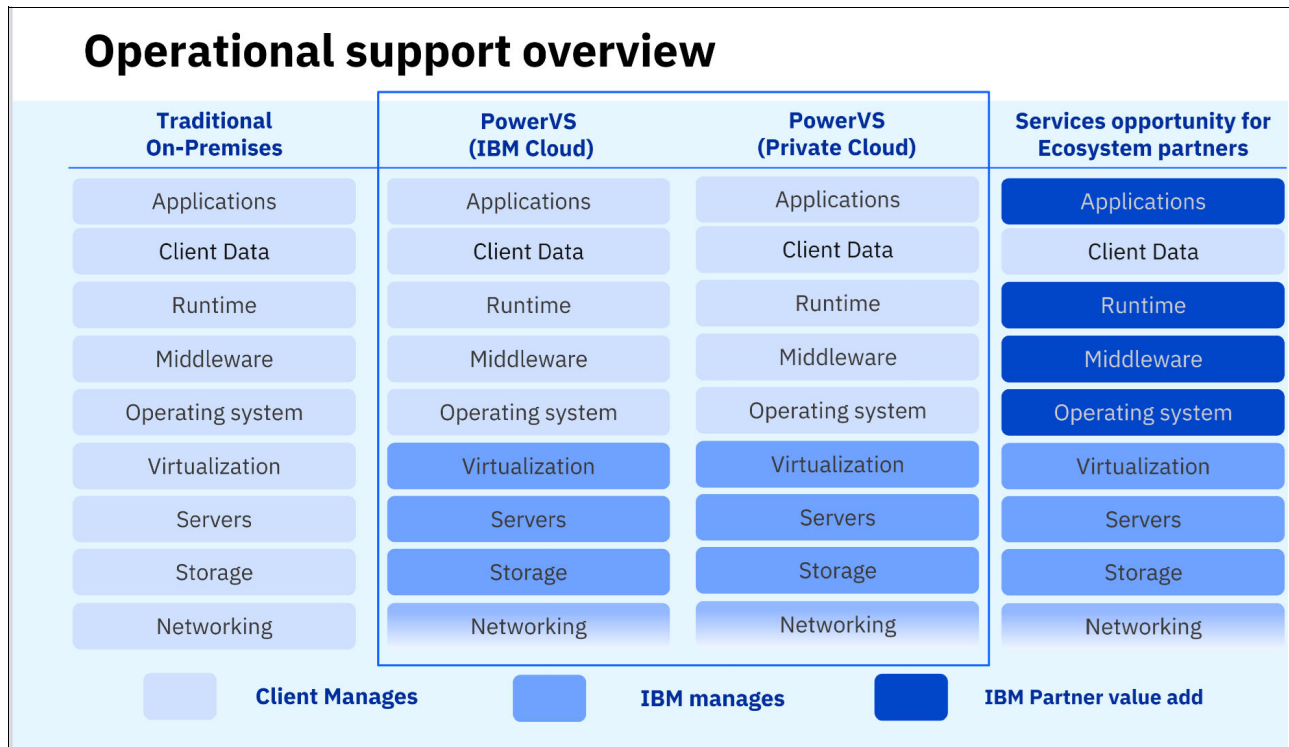 Operational support overview
Traditional
On-Premises
PowerVS
(IBM Cloud)
PowerVS
(Private Cloud)
Services opportunity for
Ecosystem partners
Applications
Applications
Applications
Applications
Client Data
Client Data
Client Data
Client Data
Runtime
Runtime
Runtime
Runtime
Middleware
Middleware
Middleware
Middleware
Operating system
Operating system
Operating system
Operating system
Virtualization
Virtualization
Virtualization
Virtualization
Servers
Servers
Servers
Servers
Storage
Storage
Storage
Storage
Networking
Networking
Networking
Networking
Client Manages
IBM manages
IBM Partner value add